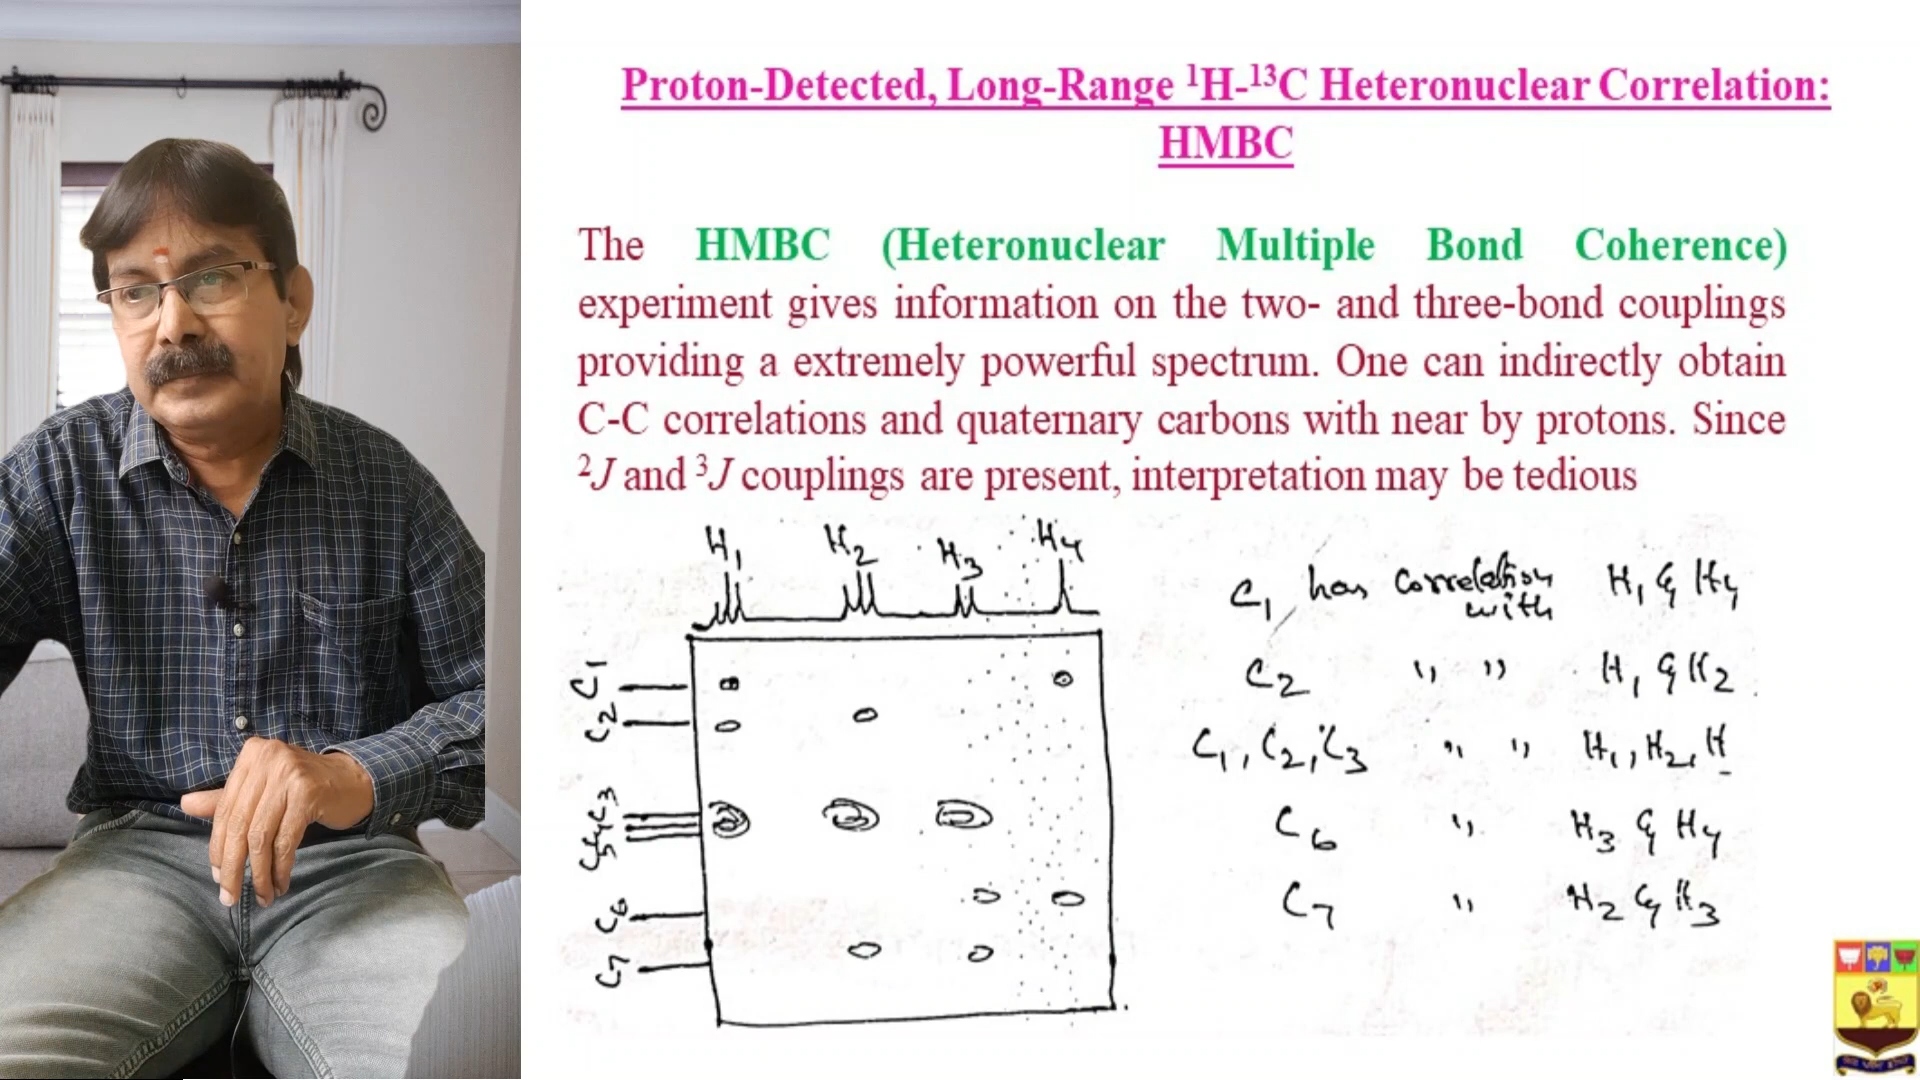 Proton-Detected, Long-Range ¹H-¹³C Heteronuclear Correlation:
HMBC
The HMBC (Heteronuclear Multiple Bond Coherence)
experiment gives information on the two- and three-bond couplings
providing a extremely powerful spectrum. One can indirectly obtain
C-C correlations and quaternary carbons with near by protons. Since
²J and ³J couplings are present, interpretation may be tedious
H₁ H₂ H₃ H₄
C₁
C₂
C₃
C₄
C₅
C₆
C₇
C₁ has correlation with H₁ & H₄
C₂ " " H₁ & H₂
C₁, C₂, C₃ " " H₁, H₂, H
C₆ " H₃ & H₄
C₇ " H₂ & H₃